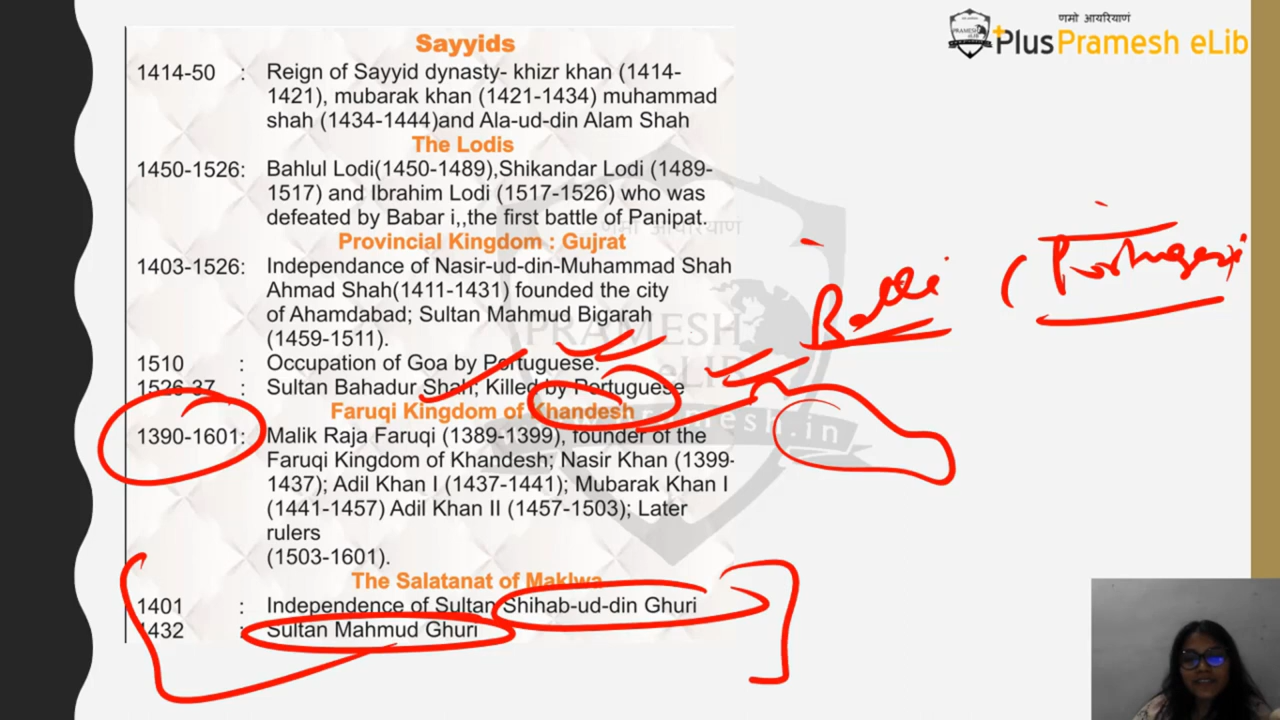 णमो आयरियाणं
PRAMESH
Plus Pramesh eLib
Sayyids
1414-50 : Reign of Sayyid dynasty- khizr khan (1414-
1421), mubarak khan (1421-1434) muhammad
shah (1434-1444)and Ala-ud-din Alam Shah
The Lodis
1450-1526: Bahlul Lodi(1450-1489),Shikandar Lodi (1489-
1517) and Ibrahim Lodi (1517-1526) who was
defeated by Babar i,,the first battle of Panipat.
णमो आयरियाणं
Provincial Kingdom : Gujrat
1403-1526: Independance of Nasir-ud-din-Muhammad Shah
Ahmad Shah(1411-1431) founded the city
of Ahamdabad; Sultan Mahmud Bigarah
(1459-1511).
PRAMESH
eLIB
1510 : Occupation of Goa by Portuguese.
1526-37 : Sultan Bahadur Shah; Killed by Portuguese
Faruqi Kingdom of Khandesh
1390-1601: Malik Raja Faruqi (1389-1399), founder of the
Faruqi Kingdom of Khandesh; Nasir Khan (1399-
1437); Adil Khan I (1437-1441); Mubarak Khan I
(1441-1457) Adil Khan II (1457-1503); Later
rulers
(1503-1601).
The Salatanat of Maklwa
1401 : Independence of Sultan Shihab-ud-din Ghuri
1432 : Sultan Mahmud Ghuri